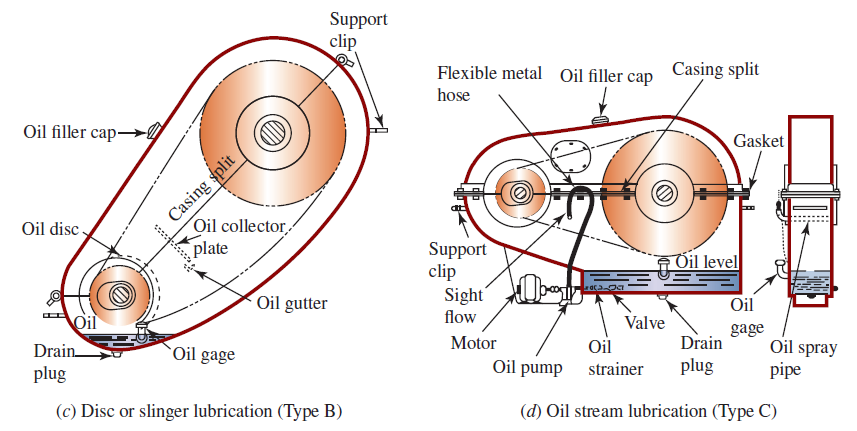 Support
clip
Oil filler cap
Casing split
Oil disc
Oil collector
plate
Oil gutter
Oil
Drain
plug
Oil gage
(c) Disc or slinger lubrication (Type B)
Flexible metal
hose
Oil filler cap
Casing split
Gasket
Support
clip
Oil level
Sight
flow
Motor
Oil pump
Oil
strainer
Valve
Drain
plug
Oil
gage
Oil spray
pipe
(d) Oil stream lubrication (Type C)